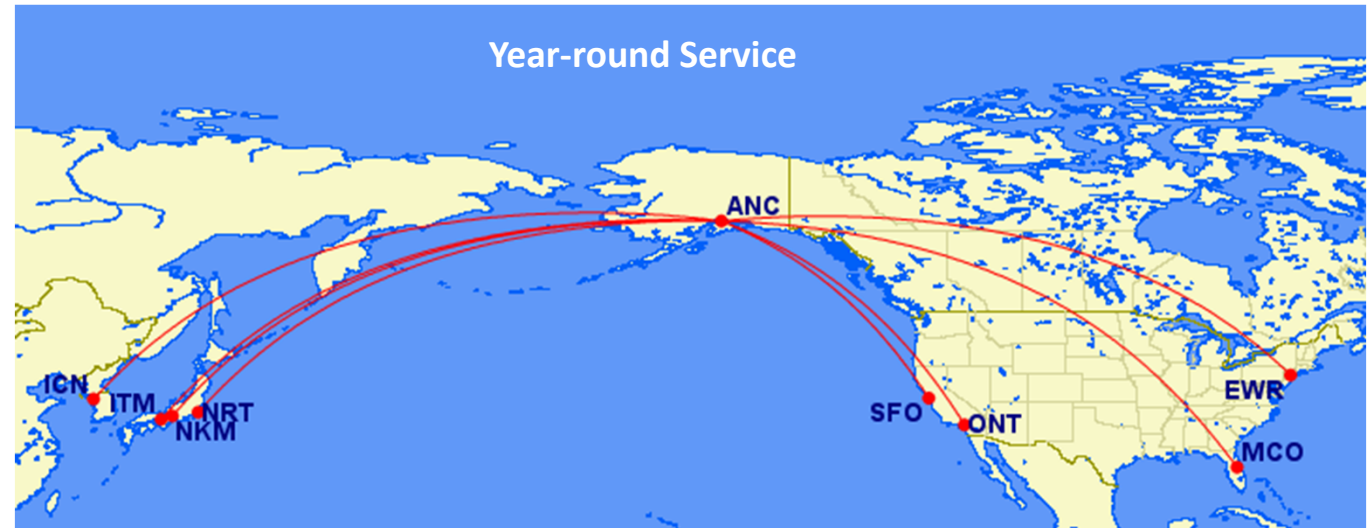 Year-round Service
ANC
ICN
ITM
NRT
NKM
SFO
ONT
EWR
MCO